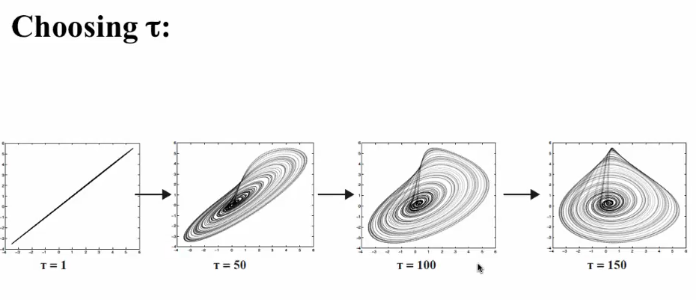 Choosing τ:
τ = 1
τ = 50
τ = 100
τ = 150